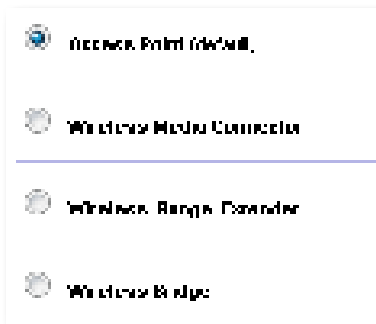 Access Point (default)
Wireless Media Connector
Wireless Range Extender
Wireless Bridge